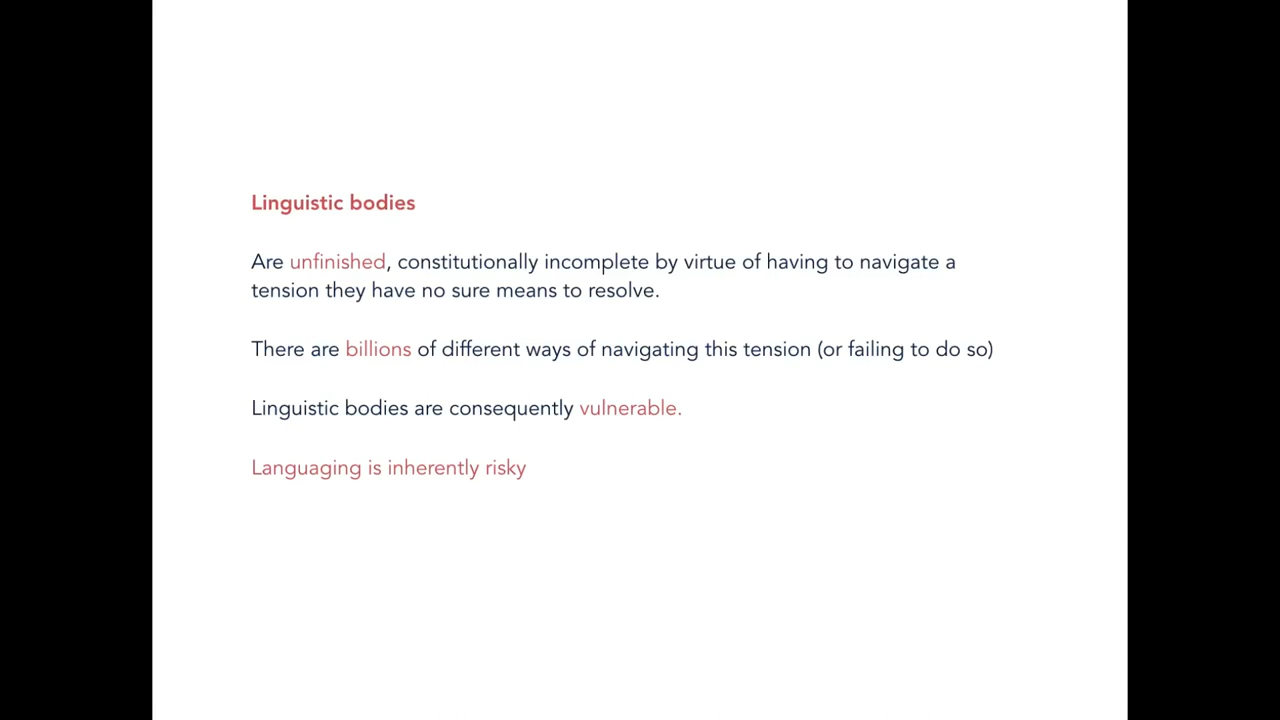 Linguistic bodies
Are unfinished, constitutionally incomplete by virtue of having to navigate a
tension they have no sure means to resolve.
There are billions of different ways of navigating this tension (or failing to do so)
Linguistic bodies are consequently vulnerable.
Languaging is inherently risky